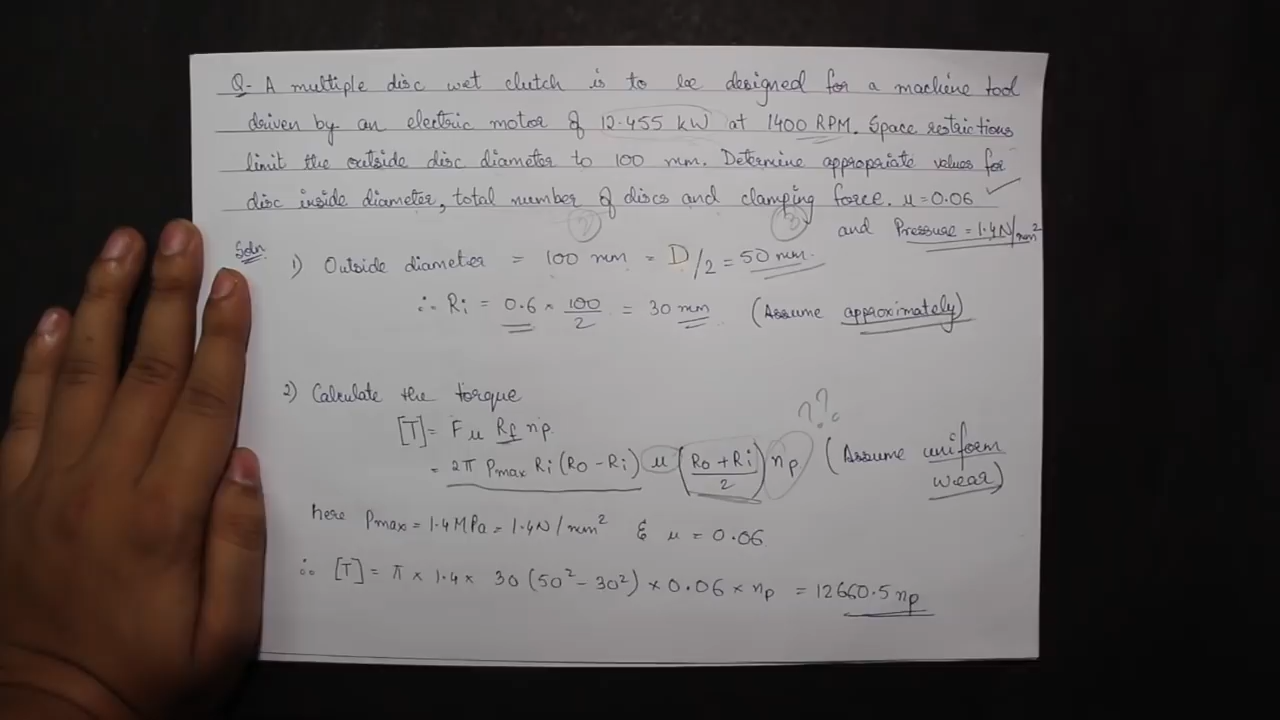 Q- A multiple disc wet clutch is to be designed for a machine tool
driven by an electric motor of 12.455 kW at 1400 RPM. Space restrictions
limit the outside disc diameter to 100 mm. Determine appropriate values for
disc inside diameter, total number of discs and clamping force. μ = 0.06
and Pressure = 1.4N/mm²
Soln.
1) Outside diameter = 100 mm = D/2 = 50 mm.
∴ Ri = 0.6 × 100/2 = 30 mm (Assume approximately)
2) Calculate the torque
[T] = F μ Rf np.
= 2π Pmax Ri (Ro - Ri) μ (Ro + Ri / 2) np (Assume uniform wear)
??
here Pmax = 1.4 MPa = 1.4N/mm² & μ = 0.06
∴ [T] = π × 1.4 × 30 (50² - 30²) × 0.06 × np = 12660.5 np